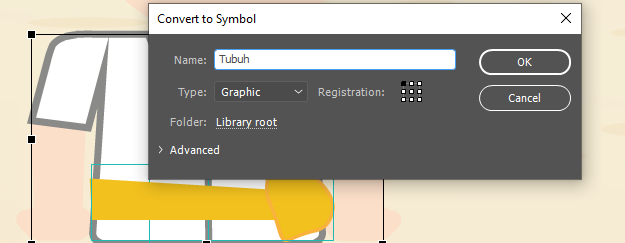 Convert to Symbol
Name: Tubuh
OK
Type: Graphic Registration:
Cancel
Folder: Library root
Advanced